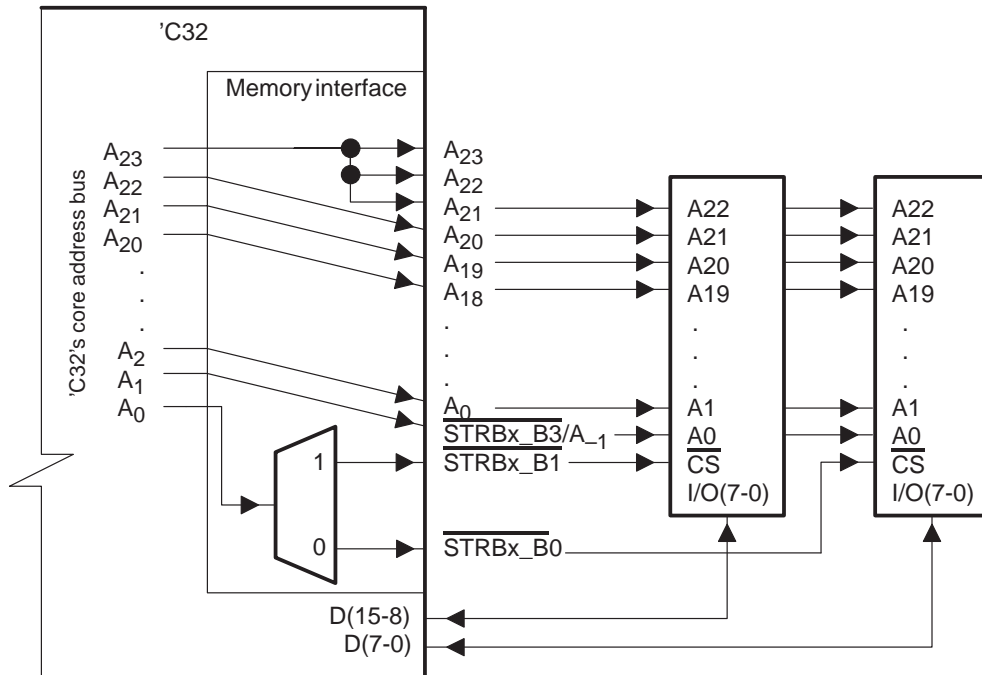 'C32
Memory interface
'C32's core address bus
A23
A22
A21
A20
.
.
.
A2
A1
A0
1
0
A23
A22
A21
A20
A19
A18
.
.
.
A0
STRBx_B3/A_1
STRBx_B1
STRBx_B0
D(15-8)
D(7-0)
A22
A21
A20
A19
.
.
.
A1
A0
CS
I/O(7-0)
A22
A21
A20
A19
.
.
.
A1
A0
CS
I/O(7-0)